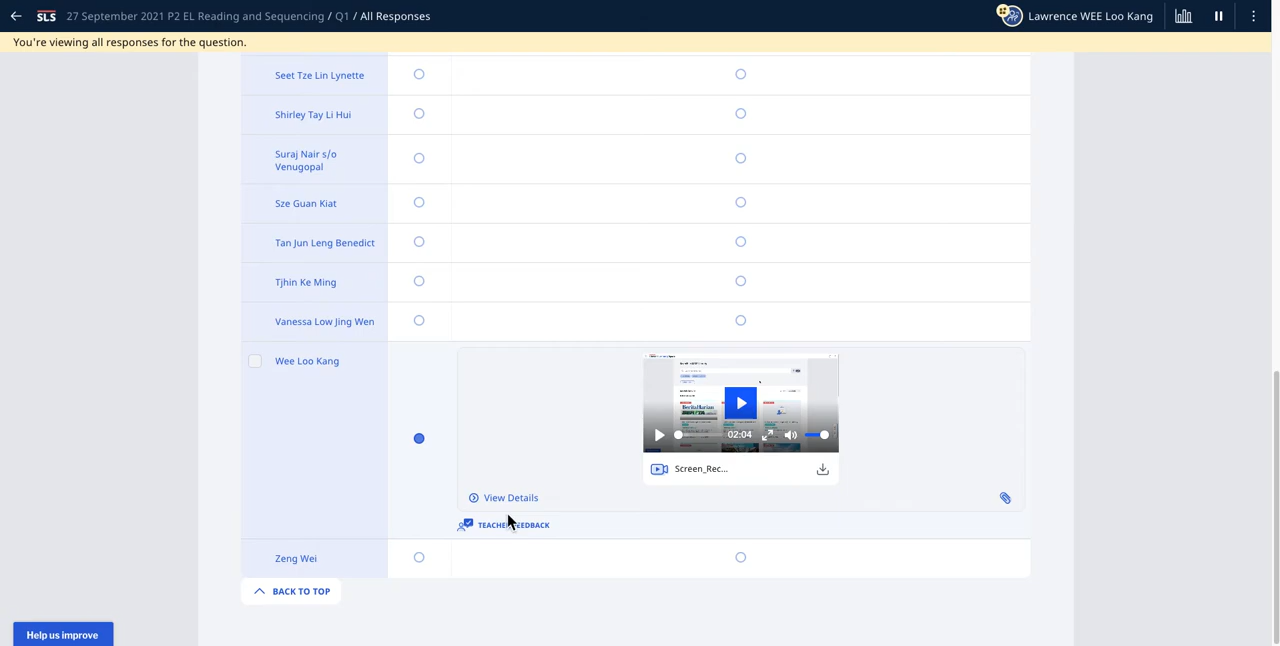 SLS 27 September 2021 P2 EL Reading and Sequencing / Q1 / All Responses
Lawrence WEE Loo Kang
You're viewing all responses for the question.
Seet Tze Lin Lynette
Shirley Tay Li Hui
Suraj Nair s/o
Venugopal
Sze Guan Kiat
Tan Jun Leng Benedict
Tjhin Ke Ming
Vanessa Low Jing Wen
Wee Loo Kang
02:04
Screen_Rec...
View Details
TEACHER FEEDBACK
Zeng Wei
BACK TO TOP
Help us improve